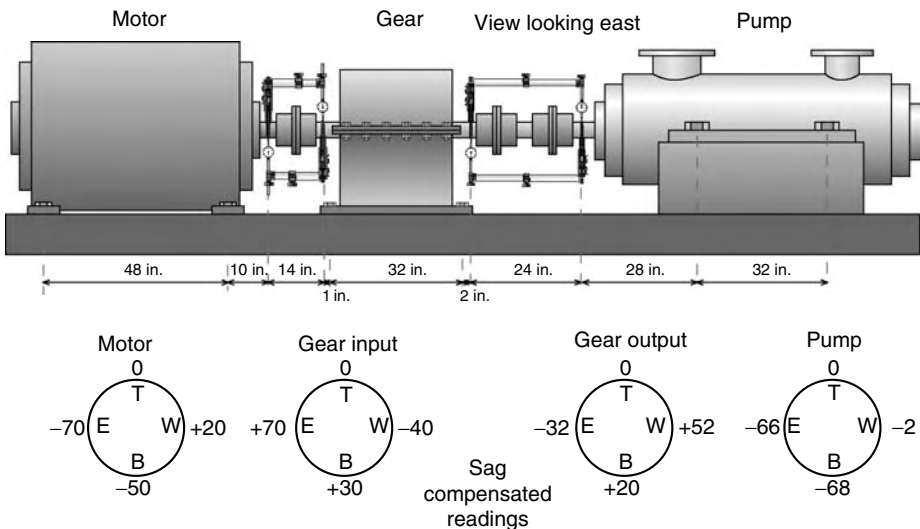 Motor Gear View looking east Pump
48 in. 10 in. 14 in. 32 in. 24 in. 28 in. 32 in.
1 in. 2 in.
Motor Gear input Gear output Pump
0 0 0 0
T T T T
−70 E W +20 +70 E W −40 −32 E W +52 −66 E W −2
B B B B
−50 +30 +20 −68
Sag
compensated
readings